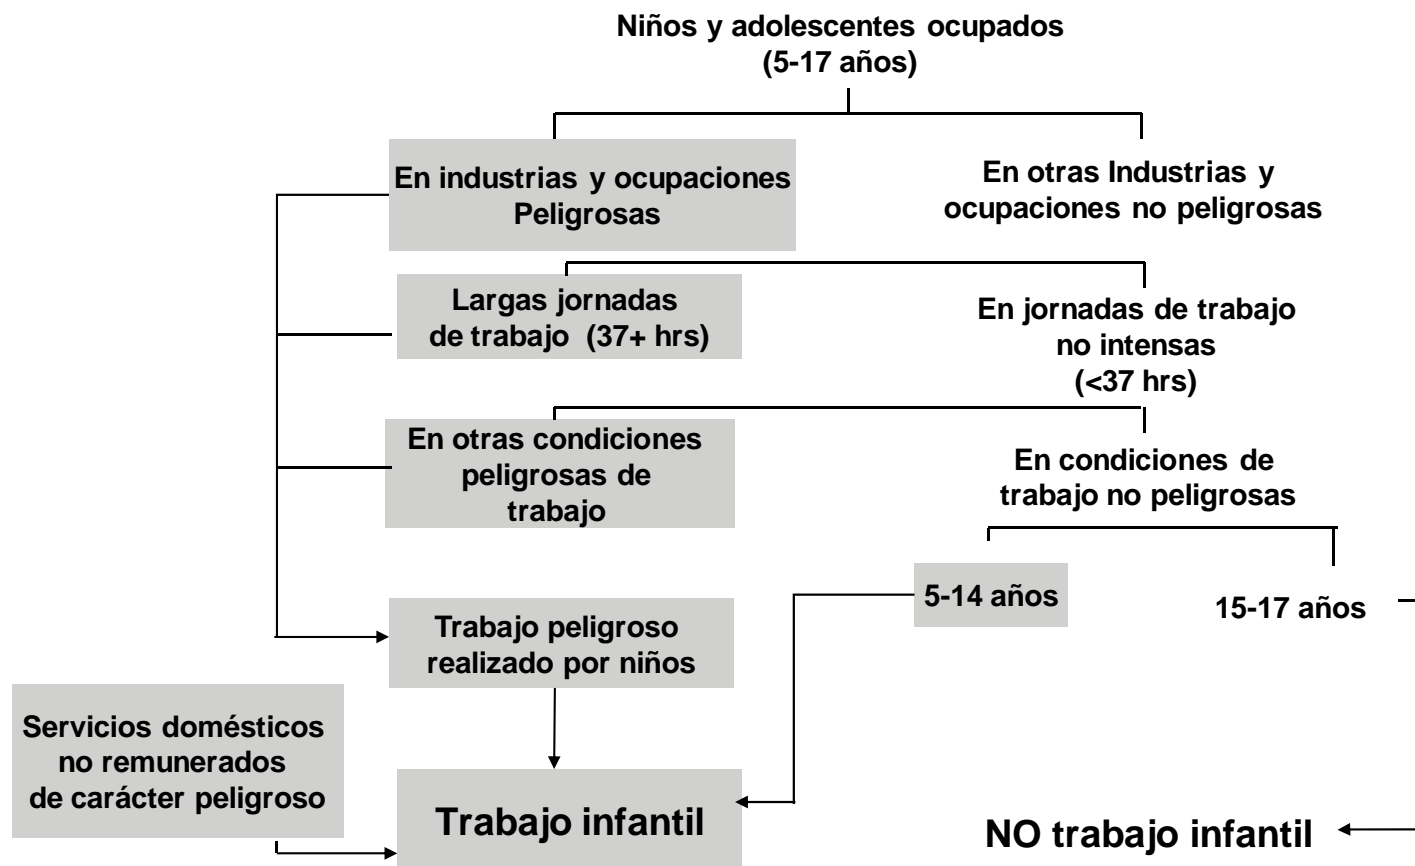 Niños y adolescentes ocupados
(5-17 años)
En industrias y ocupaciones
Peligrosas
En otras Industrias y
ocupaciones no peligrosas
Largas jornadas
de trabajo (37+ hrs)
En jornadas de trabajo
no intensas
(<37 hrs)
En otras condiciones
peligrosas de
trabajo
En condiciones de
trabajo no peligrosas
5-14 años
15-17 años
Trabajo peligroso
realizado por niños
Servicios domésticos
no remunerados
de carácter peligroso
Trabajo infantil
NO trabajo infantil